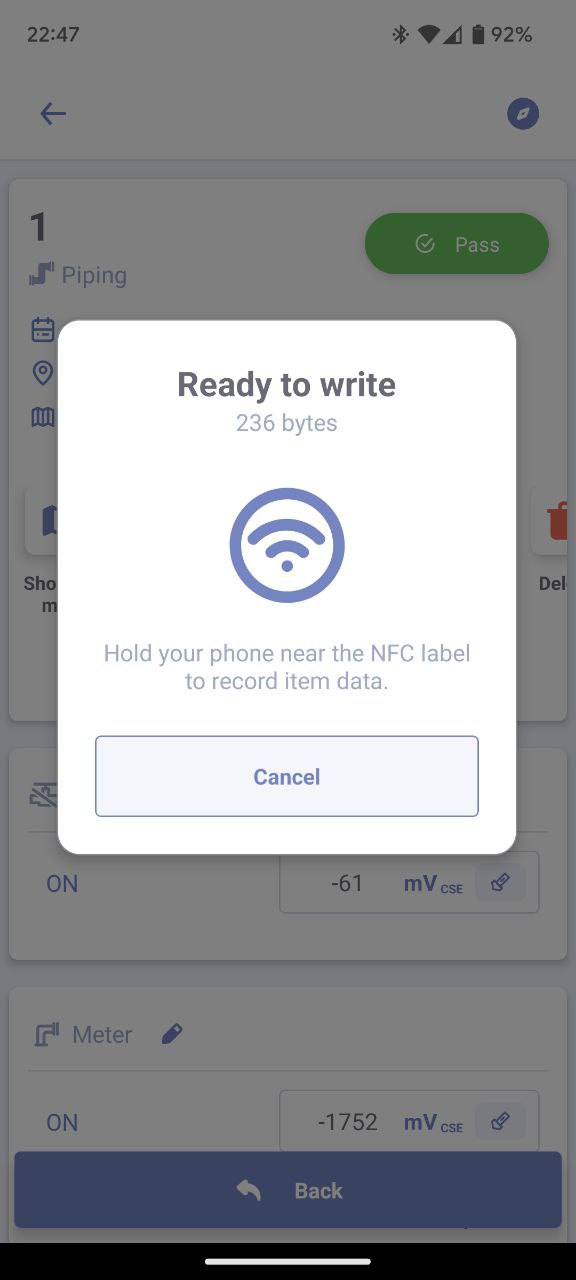 22:47
92%
1
Pass
Piping
Ready to write
236 bytes
Hold your phone near the NFC label
to record item data.
Cancel
Sho
m
Del
ON
-61
mV CSE
Meter
ON
-1752
mV CSE
Back